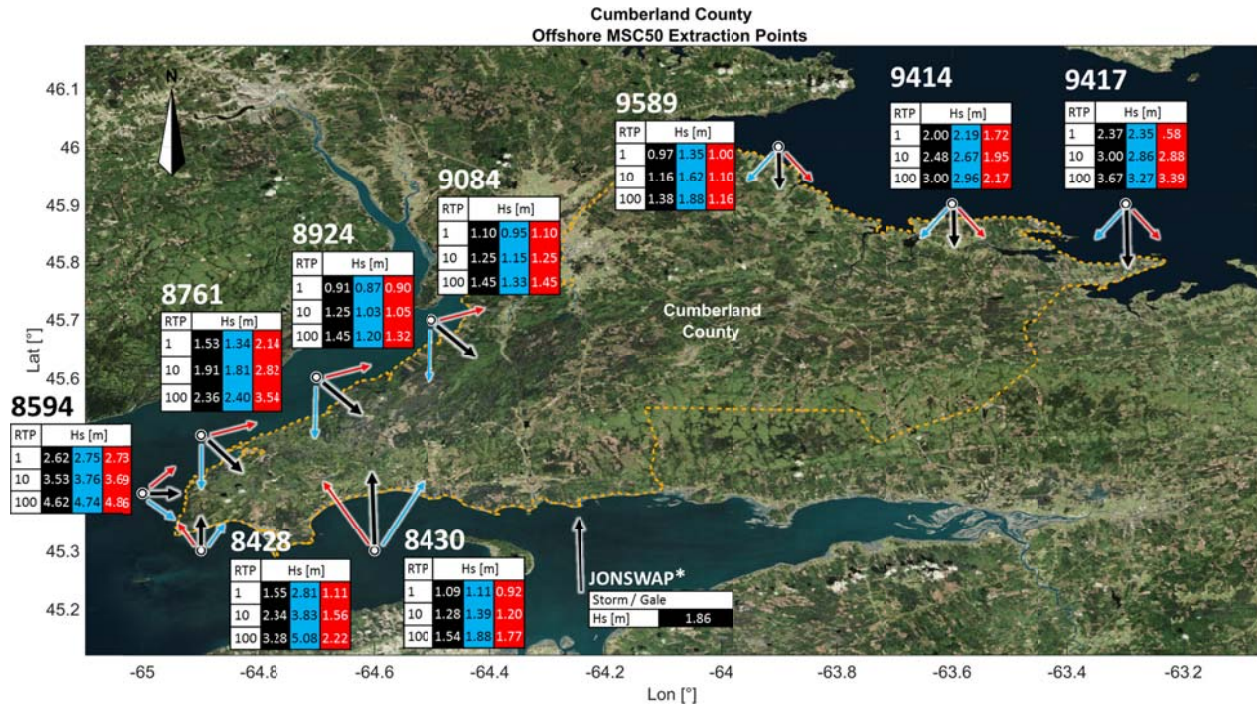 Cumberland County
Offshore MSC50 Extraction Points
N
46.1
46
45.9
45.8
45.7
45.6
45.5
45.4
45.3
45.2
Lat [°]
9414
RTP Hs [m]
1 2.00 2.19 1.72
10 2.48 2.67 1.95
100 3.00 2.96 2.17
9417
RTP Hs [m]
1 2.37 2.35 .58
10 3.00 2.86 2.88
100 3.67 3.27 3.39
9589
RTP Hs [m]
1 0.97 1.35 1.00
10 1.16 1.62 1.10
100 1.38 1.88 1.16
9084
RTP Hs [m]
1 1.10 0.95 1.10
10 1.25 1.15 1.25
100 1.45 1.33 1.45
8924
RTP Hs [m]
1 0.91 0.87 0.90
10 1.25 1.03 1.05
100 1.45 1.20 1.32
8761
RTP Hs [m]
1 1.53 1.34 2.14
10 1.91 1.81 2.82
100 2.36 2.40 3.54
Cumberland
County
8594
RTP Hs [m]
1 2.62 2.75 2.73
10 3.53 3.76 3.69
100 4.62 4.74 4.86
8428
RTP Hs [m]
1 1.55 2.81 1.11
10 2.34 3.83 1.56
100 3.28 5.08 2.22
8430
RTP Hs [m]
1 1.09 1.11 0.92
10 1.28 1.39 1.20
100 1.54 1.88 1.77
JONSWAP*
Storm / Gale
Hs [m] 1.86
-65 -64.8 -64.6 -64.4 -64.2 -64 -63.8 -63.6 -63.4 -63.2
Lon [°]